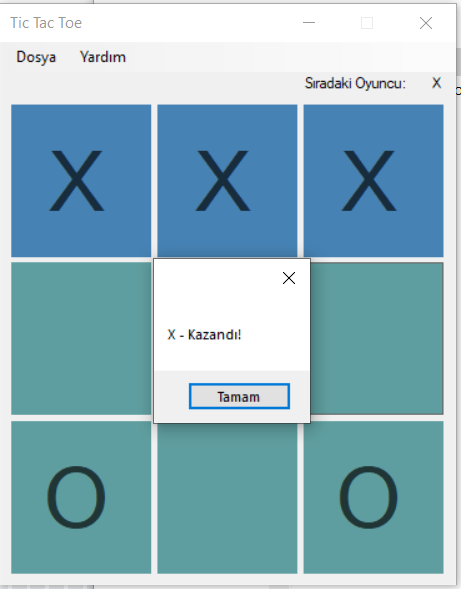 Tic Tac Toe
Dosya Yardım
Sıradaki Oyuncu: X
X X X
X - Kazandı!
Tamam
O O